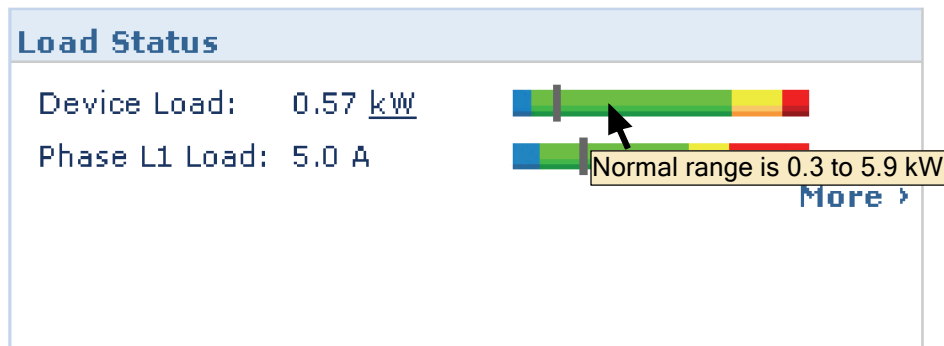 Load Status
Device Load: 0.57 kW
Phase L1 Load: 5.0 A
Normal range is 0.3 to 5.9 kW
More ›